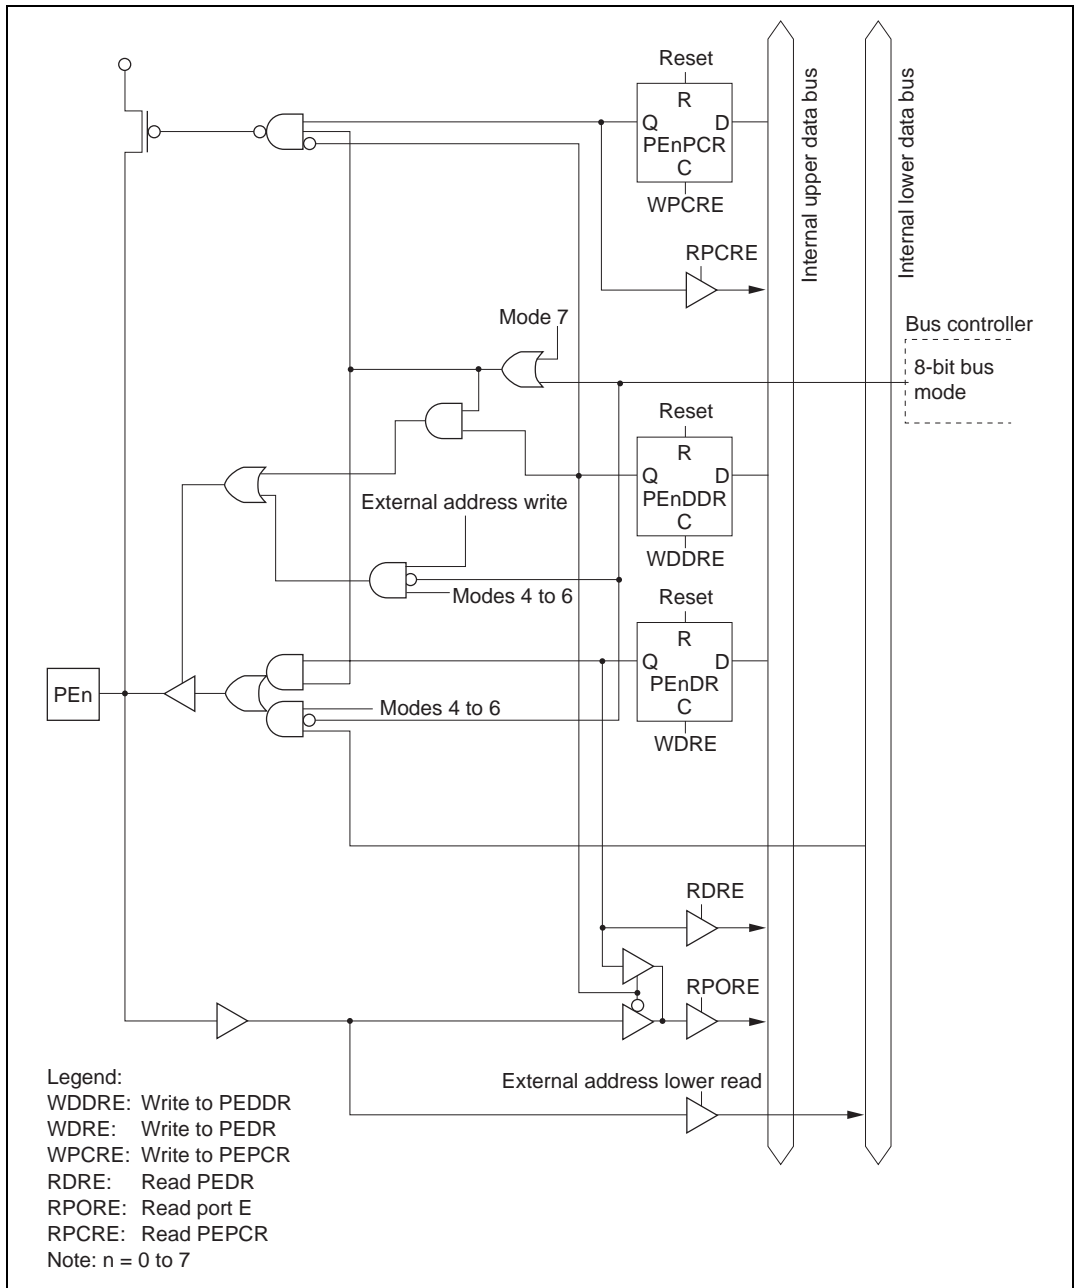 Reset
R
Q D
PEnPCR
C
WPCRE
Internal upper data bus
Internal lower data bus
RPCRE
Mode 7
Bus controller
8-bit bus
mode
Reset
R
Q D
PEnDDR
C
WDDRE
External address write
Modes 4 to 6
Reset
R
Q D
PEnDR
C
WDRE
PEn
Modes 4 to 6
RDRE
RPORE
External address lower read
Legend:
WDDRE: Write to PEDDR
WDRE: Write to PEDR
WPCRE: Write to PEPCR
RDRE: Read PEDR
RPORE: Read port E
RPCRE: Read PEPCR
Note: n = 0 to 7